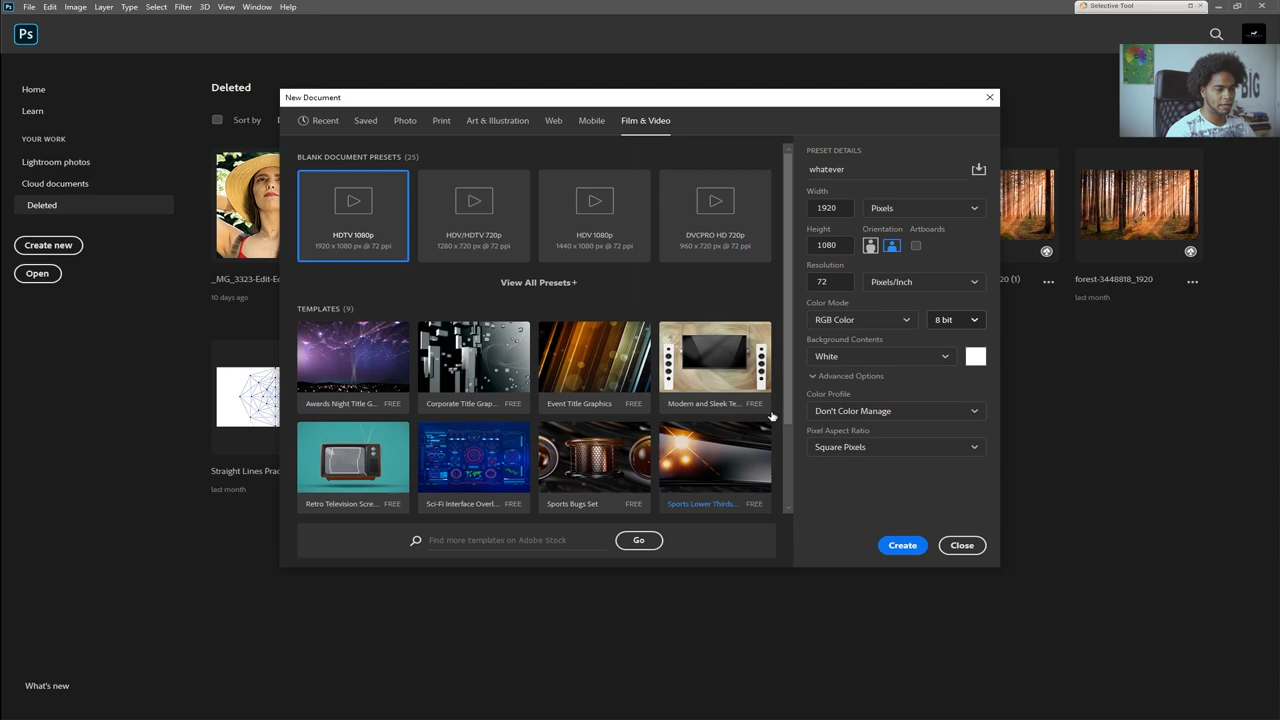 Ps File Edit Image Layer Type Select Filter 3D View Window Help
Selective Tool
Ps
Home
Learn
YOUR WORK
Lightroom photos
Cloud documents
Deleted
Create new
Open
What's new
Deleted
Sort by
_MG_3323-Edit-Ed
10 days ago
Straight Lines Prac
last month
20 (1)
forest-3448818_1920
last month
New Document
Recent Saved Photo Print Art & Illustration Web Mobile Film & Video
BLANK DOCUMENT PRESETS (25)
HDTV 1080p
1920 x 1080 px @ 72 ppi
HDV/HDTV 720p
1280 x 720 px @ 72 ppi
HDV 1080p
1440 x 1080 px @ 72 ppi
DVCPRO HD 720p
960 x 720 px @ 72 ppi
View All Presets+
TEMPLATES (9)
Awards Night Title G... FREE
Corporate Title Grap... FREE
Event Title Graphics FREE
Modern and Sleek Te... FREE
Retro Television Scre... FREE
Sci-Fi Interface Overl... FREE
Sports Bugs Set FREE
Sports Lower Thirds... FREE
Find more templates on Adobe Stock
Go
PRESET DETAILS
whatever
Width
1920 Pixels
Height Orientation Artboards
1080
Resolution
72 Pixels/Inch
Color Mode
RGB Color 8 bit
Background Contents
White
Advanced Options
Color Profile
Don't Color Manage
Pixel Aspect Ratio
Square Pixels
Create
Close
BIG